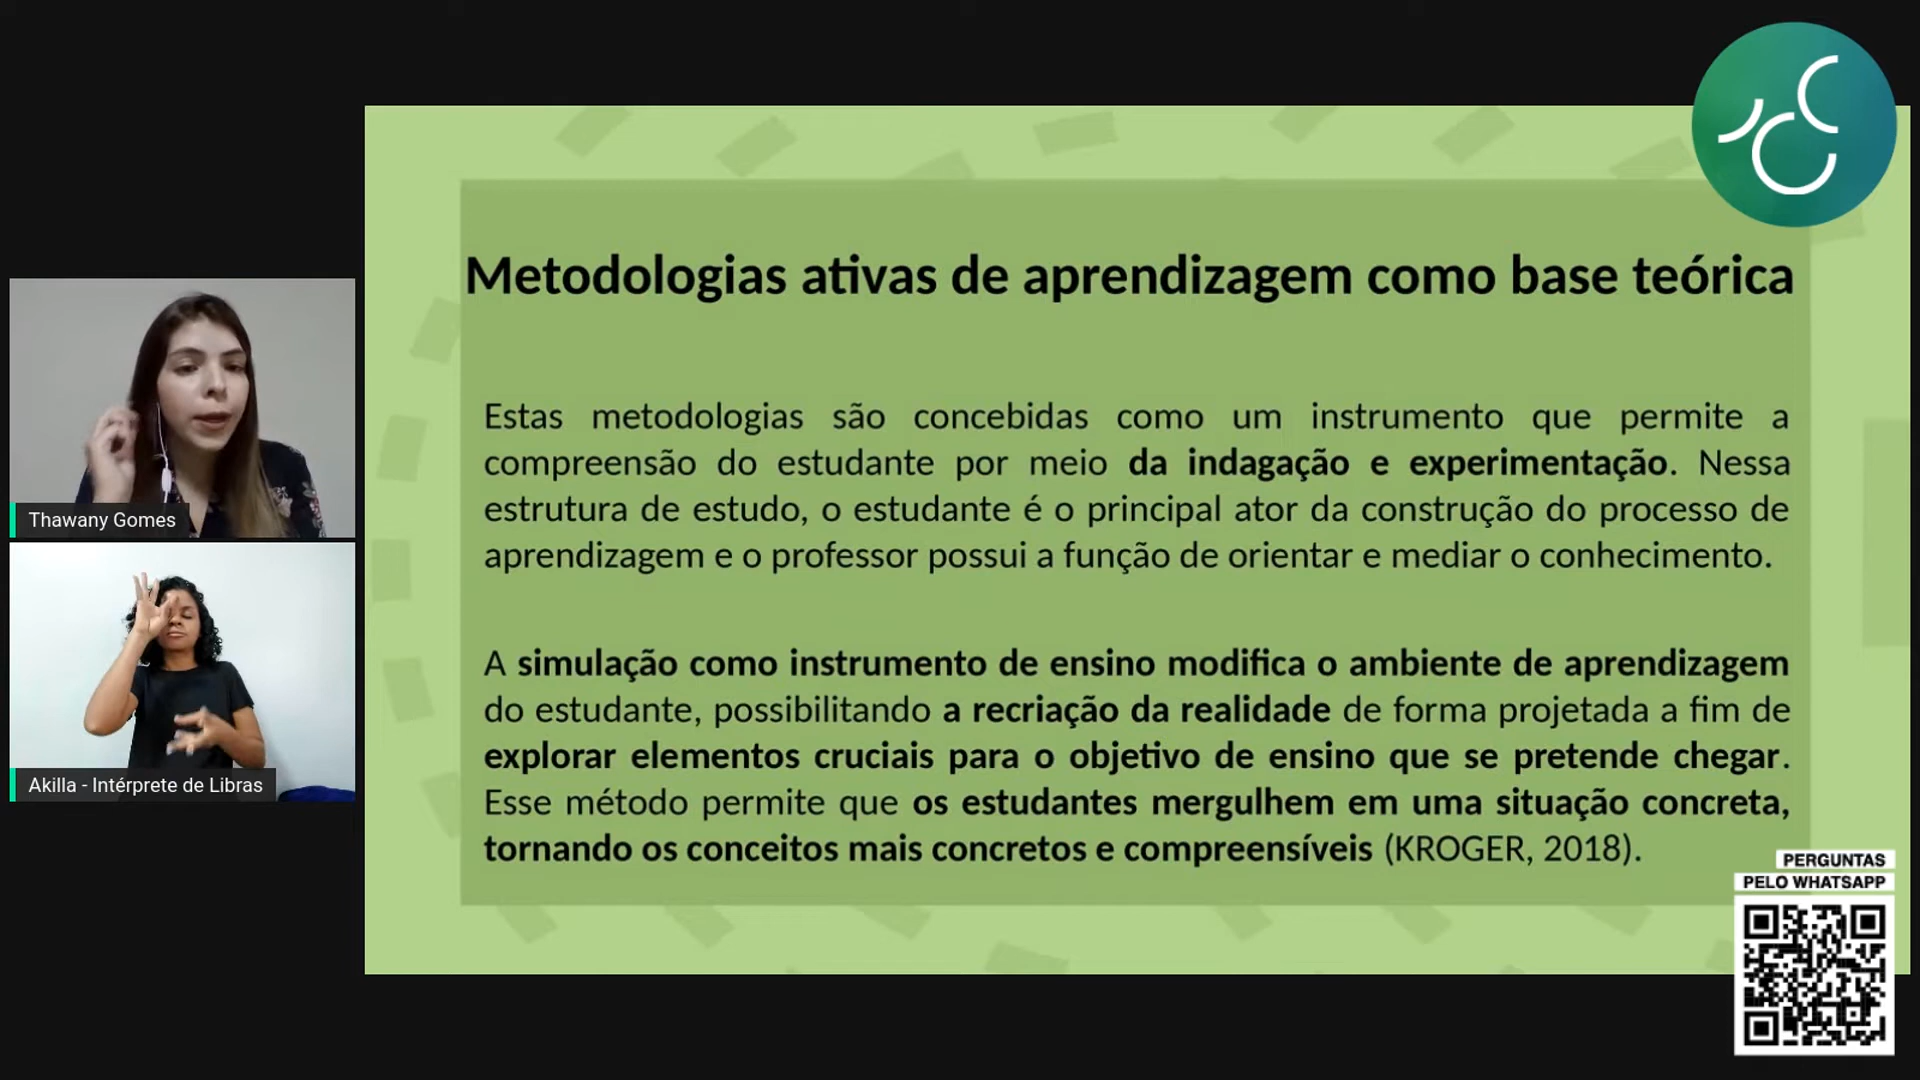 Metodologias ativas de aprendizagem como base teórica
Estas metodologias são concebidas como um instrumento que permite a
compreensão do estudante por meio da indagação e experimentação. Nessa
estrutura de estudo, o estudante é o principal ator da construção do processo de
aprendizagem e o professor possui a função de orientar e mediar o conhecimento.
A simulação como instrumento de ensino modifica o ambiente de aprendizagem
do estudante, possibilitando a recriação da realidade de forma projetada a fim de
explorar elementos cruciais para o objetivo de ensino que se pretende chegar.
Esse método permite que os estudantes mergulhem em uma situação concreta,
tornando os conceitos mais concretos e compreensíveis (KROGER, 2018).
Thawany Gomes
Akilla - Intérprete de Libras
PERGUNTAS
PELO WHATSAPP